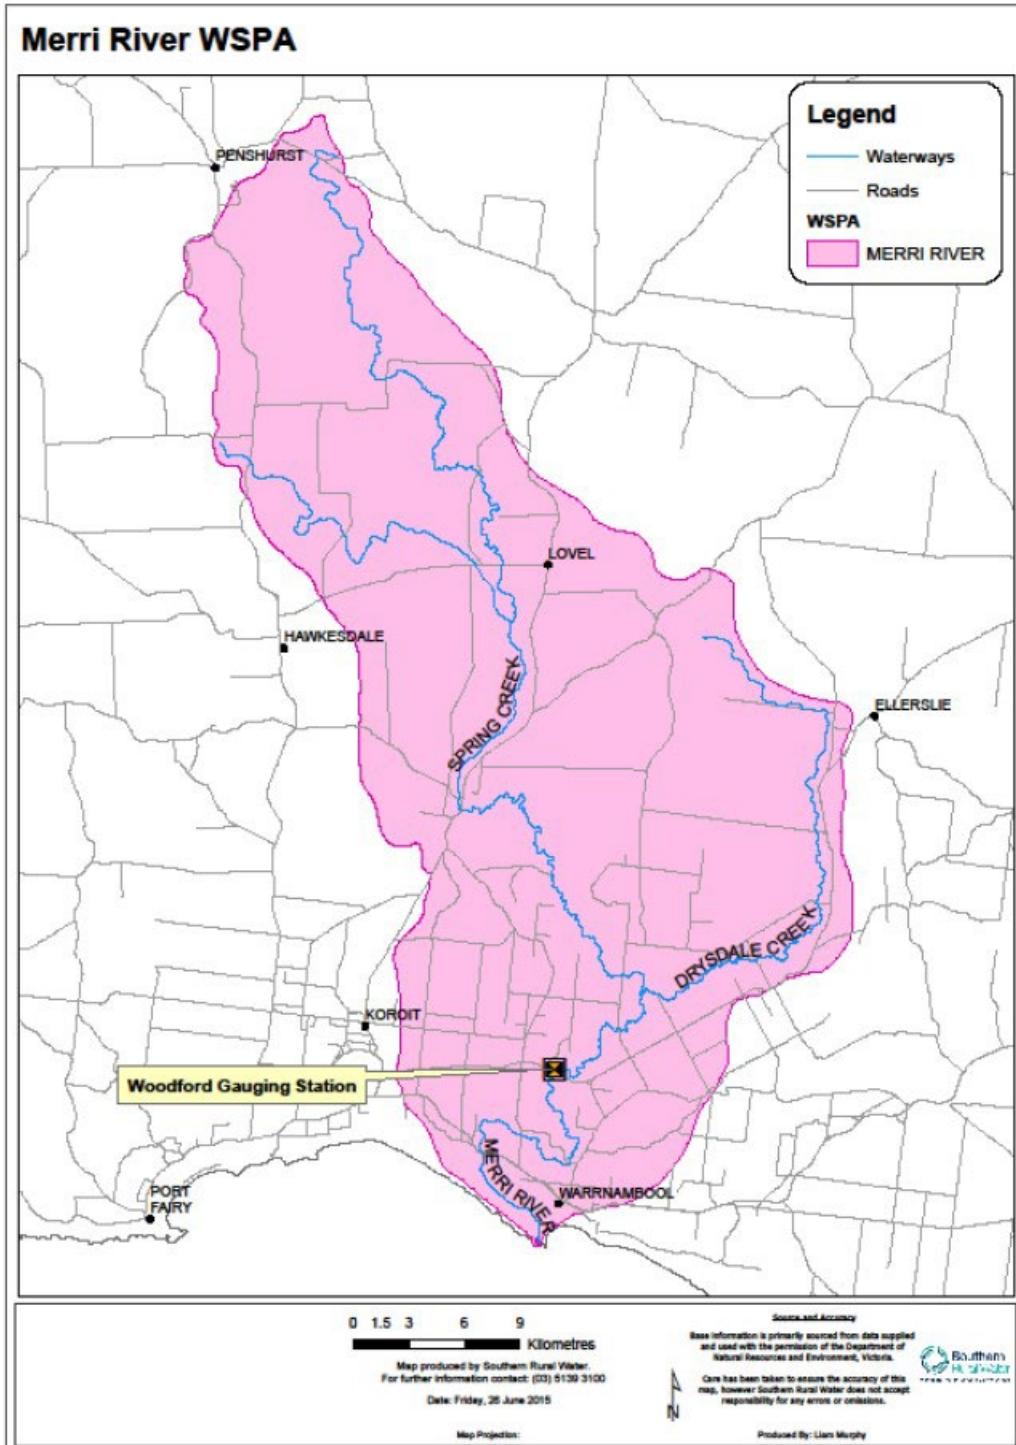 Merri River WSPA
Legend
Waterways
Roads
WSPA
MERRI RIVER
PENSHURST
LOVEL
HAWKESDALE
SPRING CREEK
ELLERSLIE
DRYSDALE CREEK
KOROIT
Woodford Gauging Station
MERRI RIVER
WARRNAMBOOL
PORT
FAIRY
0 1.5 3 6 9
Kilometres
Map produced by Southern Rural Water.
For further information contact: (03) 5139 3100
Date: Friday, 26 June 2015
Map Projection:
N
Source and Accuracy
Base information is primarily sourced from data supplied
and used with the permission of the Department of
Natural Resources and Environment, Victoria.
Care has been taken to ensure the accuracy of this
map, however Southern Rural Water does not accept
responsibility for any errors or omissions.
Produced By: Liam Murphy
Southern
Rural Water